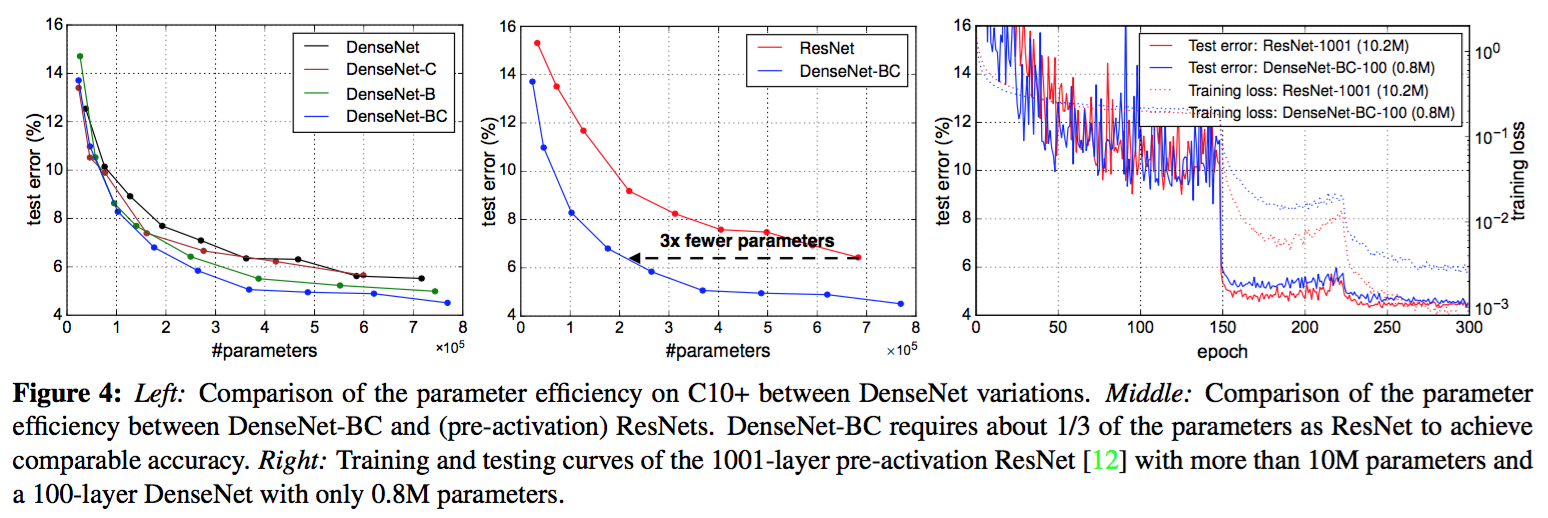 16
14
12
10
8
6
4
test error (%)
0 1 2 3 4 5 6 7 8
#parameters
×10⁵
DenseNet
DenseNet-C
DenseNet-B
DenseNet-BC
16
14
12
10
8
6
4
test error (%)
0 1 2 3 4 5 6 7 8
#parameters
×10⁵
ResNet
DenseNet-BC
3x fewer parameters
16
14
12
10
8
6
4
test error (%)
0 50 100 150 200 250 300
epoch
10⁰
10⁻¹
10⁻²
10⁻³
training loss
Test error: ResNet-1001 (10.2M)
Test error: DenseNet-BC-100 (0.8M)
Training loss: ResNet-1001 (10.2M)
Training loss: DenseNet-BC-100 (0.8M)
Figure 4: Left: Comparison of the parameter efficiency on C10+ between DenseNet variations. Middle: Comparison of the parameter
efficiency between DenseNet-BC and (pre-activation) ResNets. DenseNet-BC requires about 1/3 of the parameters as ResNet to achieve
comparable accuracy. Right: Training and testing curves of the 1001-layer pre-activation ResNet [12] with more than 10M parameters and
a 100-layer DenseNet with only 0.8M parameters.